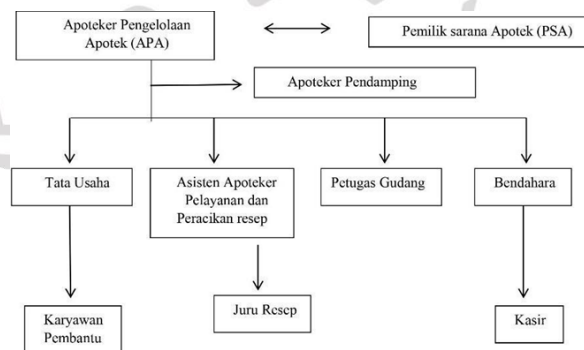 Apoteker Pengelolaan
Apotek (APA)
Pemilik sarana Apotek (PSA)
Apoteker Pendamping
Tata Usaha
Asisten Apoteker
Pelayanan dan
Peracikan resep
Petugas Gudang
Bendahara
Karyawan
Pembantu
Juru Resep
Kasir